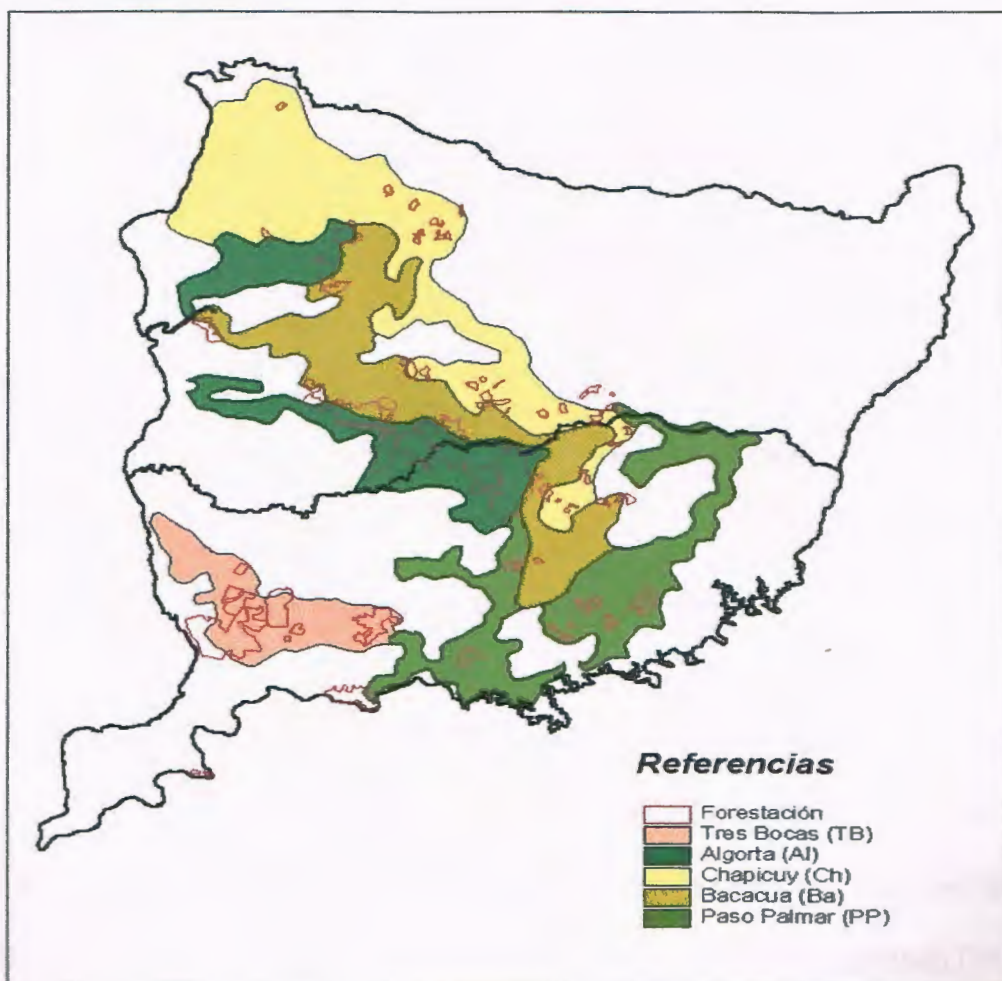 Referencias
Forestación
Tres Bocas (TB)
Algorta (Al)
Chapicuy (Ch)
Bacacua (Ba)
Paso Palmar (PP)